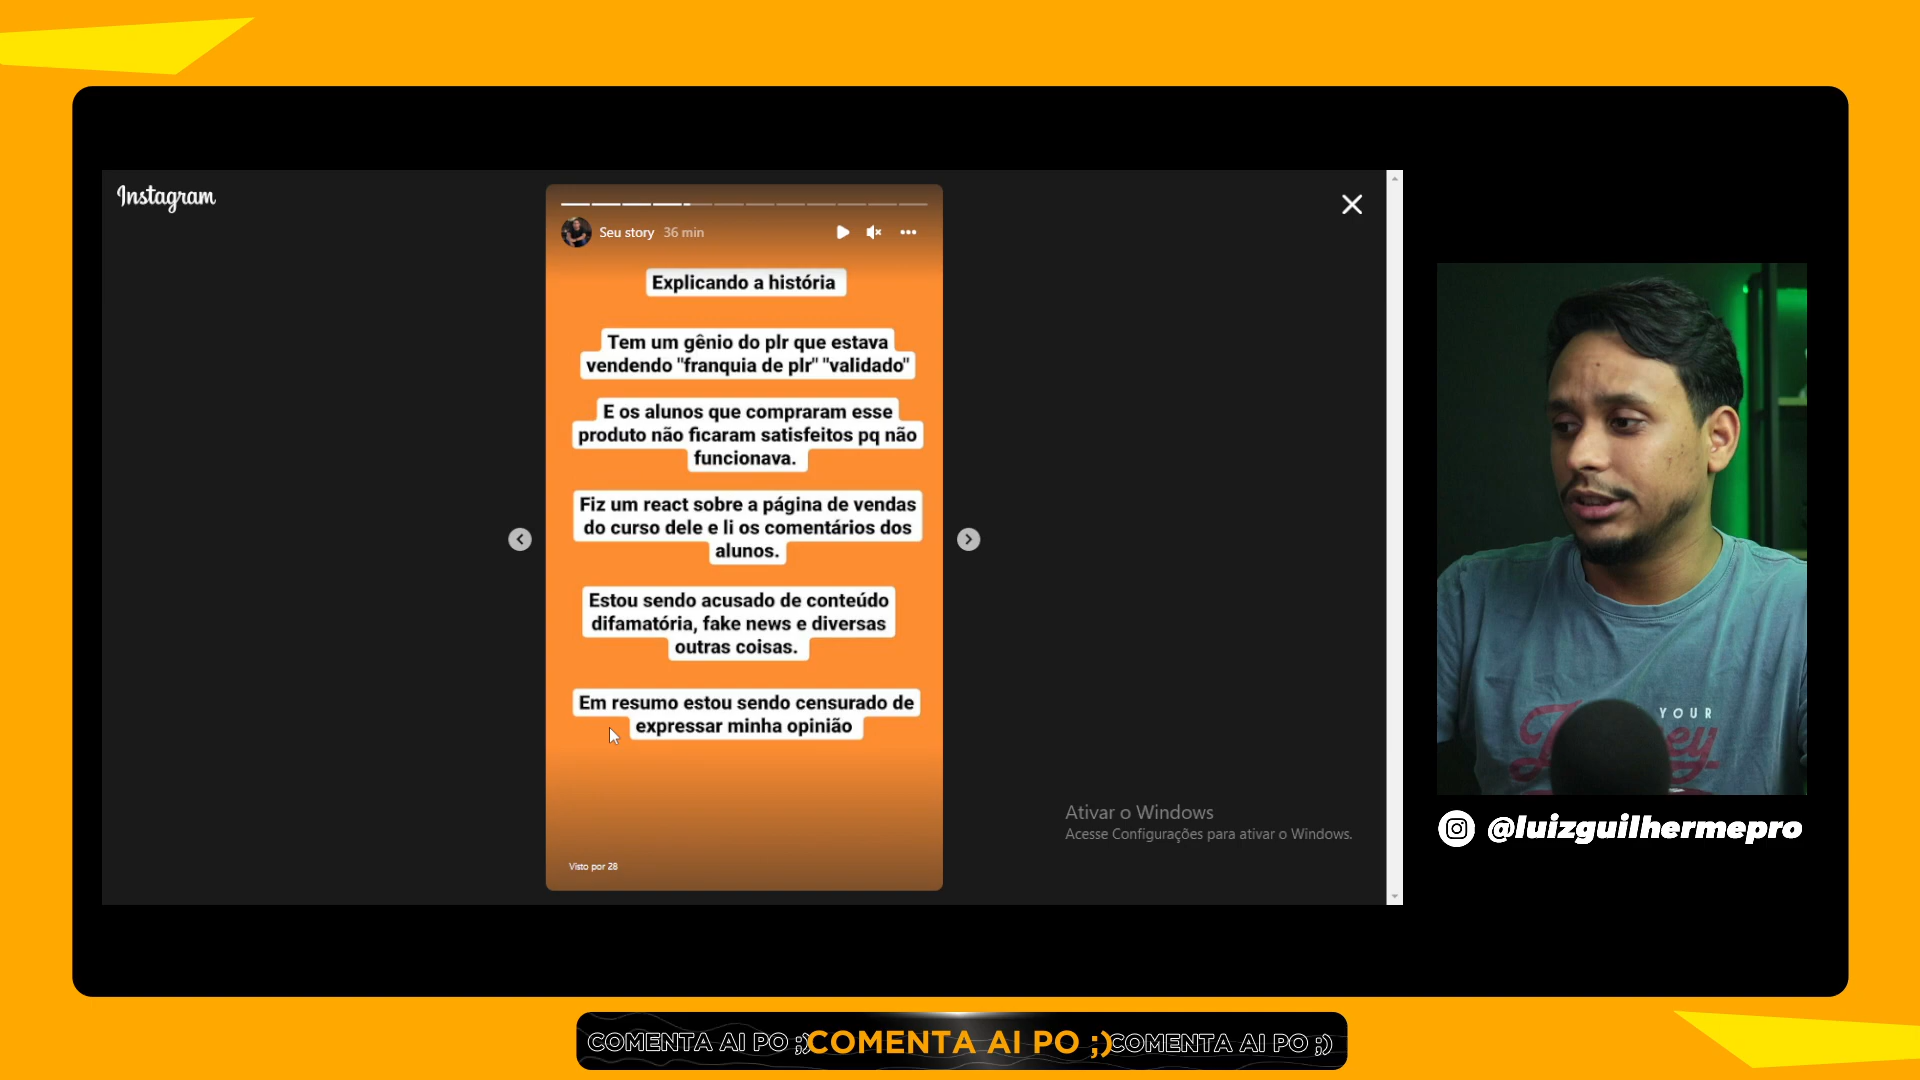 Instagram
Seu story 36 min
Explicando a história
Tem um gênio do plr que estava
vendendo "franquia de plr" "validado"
E os alunos que compraram esse
produto não ficaram satisfeitos pq não
funcionava.
Fiz um react sobre a página de vendas
do curso dele e li os comentários dos
alunos.
Estou sendo acusado de conteúdo
difamatória, fake news e diversas
outras coisas.
Em resumo estou sendo censurado de
expressar minha opinião
Visto por 28
Ativar o Windows
Acesse Configurações para ativar o Windows.
YOUR
@luizguilhermepro
COMENTA AI PO ;) COMENTA AI PO ;) COMENTA AI PO ;)